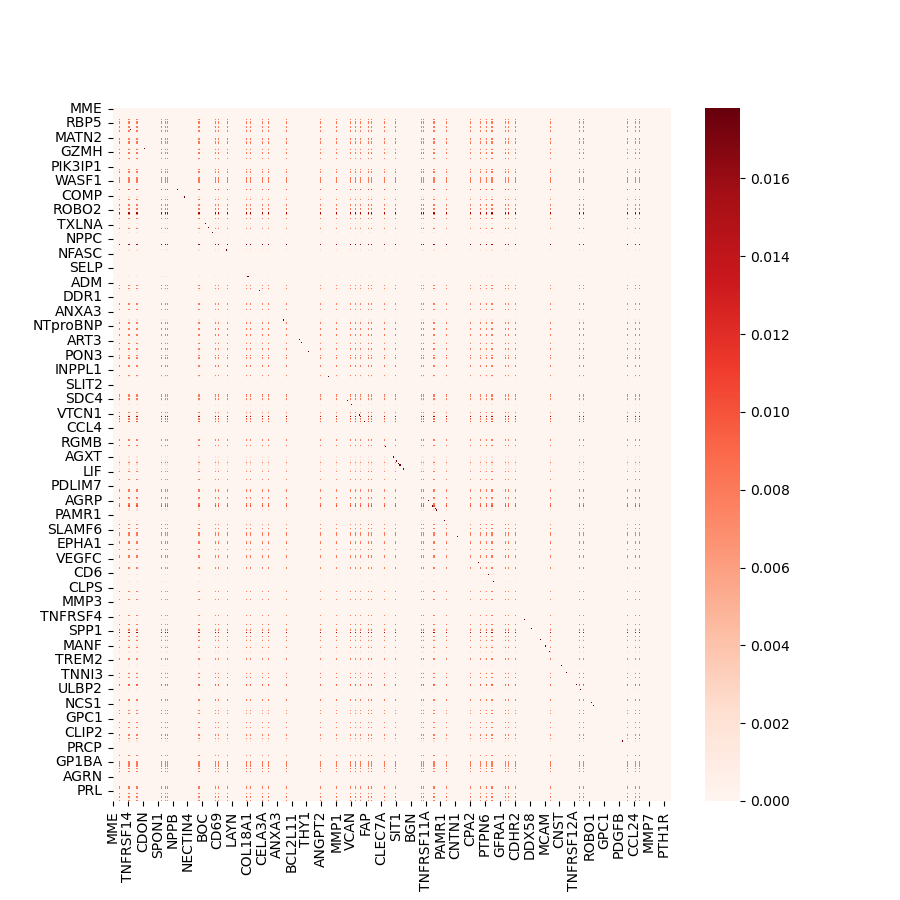 MME
RBP5
MATN2
GZMH
PIK3IP1
WASF1
COMP
ROBO2
TXLNA
NPPC
NFASC
SELP
ADM
DDR1
ANXA3
NTproBNP
ART3
PON3
INPPL1
SLIT2
SDC4
VTCN1
CCL4
RGMB
AGXT
LIF
PDLIM7
AGRP
PAMR1
SLAMF6
EPHA1
VEGFC
CD6
CLPS
MMP3
TNFRSF4
SPP1
MANF
TREM2
TNNI3
ULBP2
NCS1
GPC1
CLIP2
PRCP
GP1BA
AGRN
PRL
MME
TNFRSF14
CDON
SPON1
NPPB
NECTIN4
BOC
CD69
LAYN
COL18A1
CELA3A
ANXA3
BCL2L11
THY1
ANGPT2
MMP1
VCAN
FAP
CLEC7A
SIT1
BGN
TNFRSF11A
PAMR1
CNTN1
CPA2
PTPN6
GFRA1
CDHR2
DDX58
MCAM
CNST
TNFRSF12A
ROBO1
GPC1
PDGFB
CCL24
MMP7
PTH1R
0.016
0.014
0.012
0.010
0.008
0.006
0.004
0.002
0.000